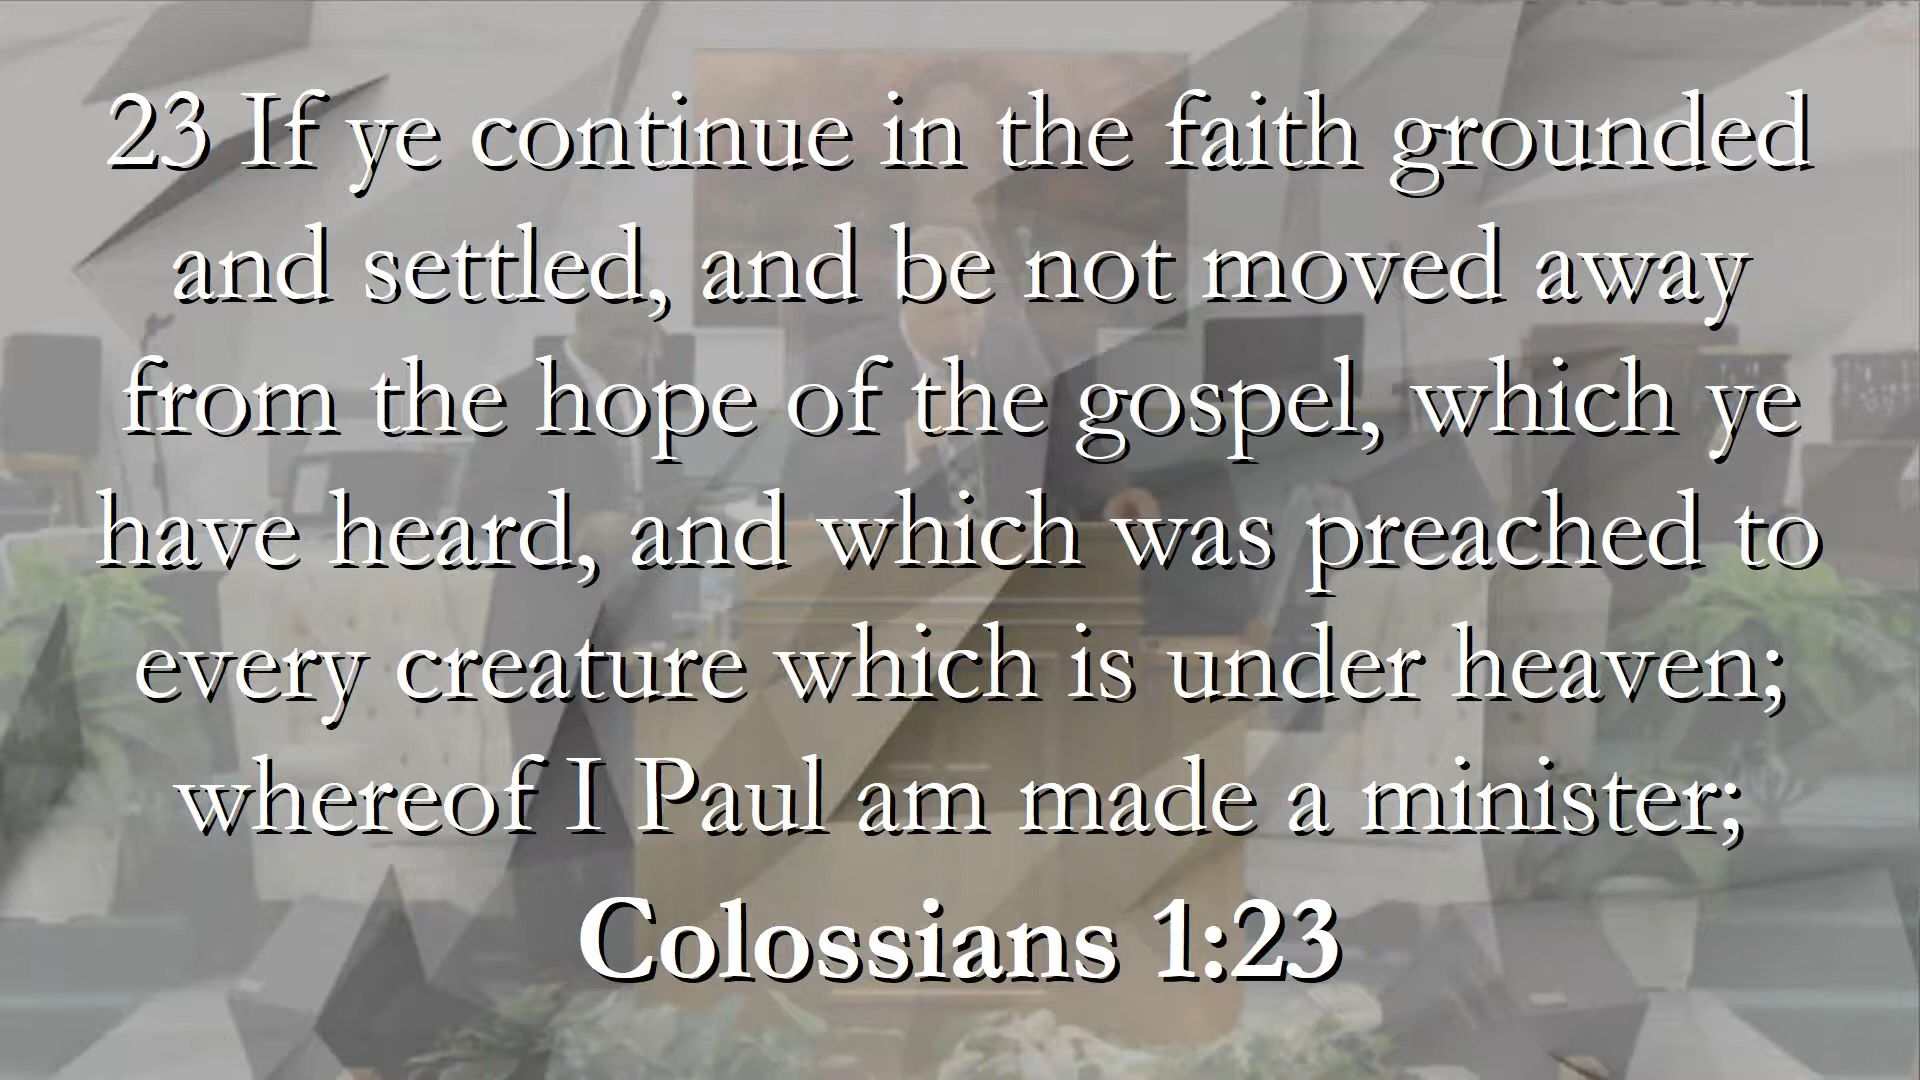 23 If ye continue in the faith grounded
and settled, and be not moved away
from the hope of the gospel, which ye
have heard, and which was preached to
every creature which is under heaven;
whereof I Paul am made a minister;
Colossians 1:23